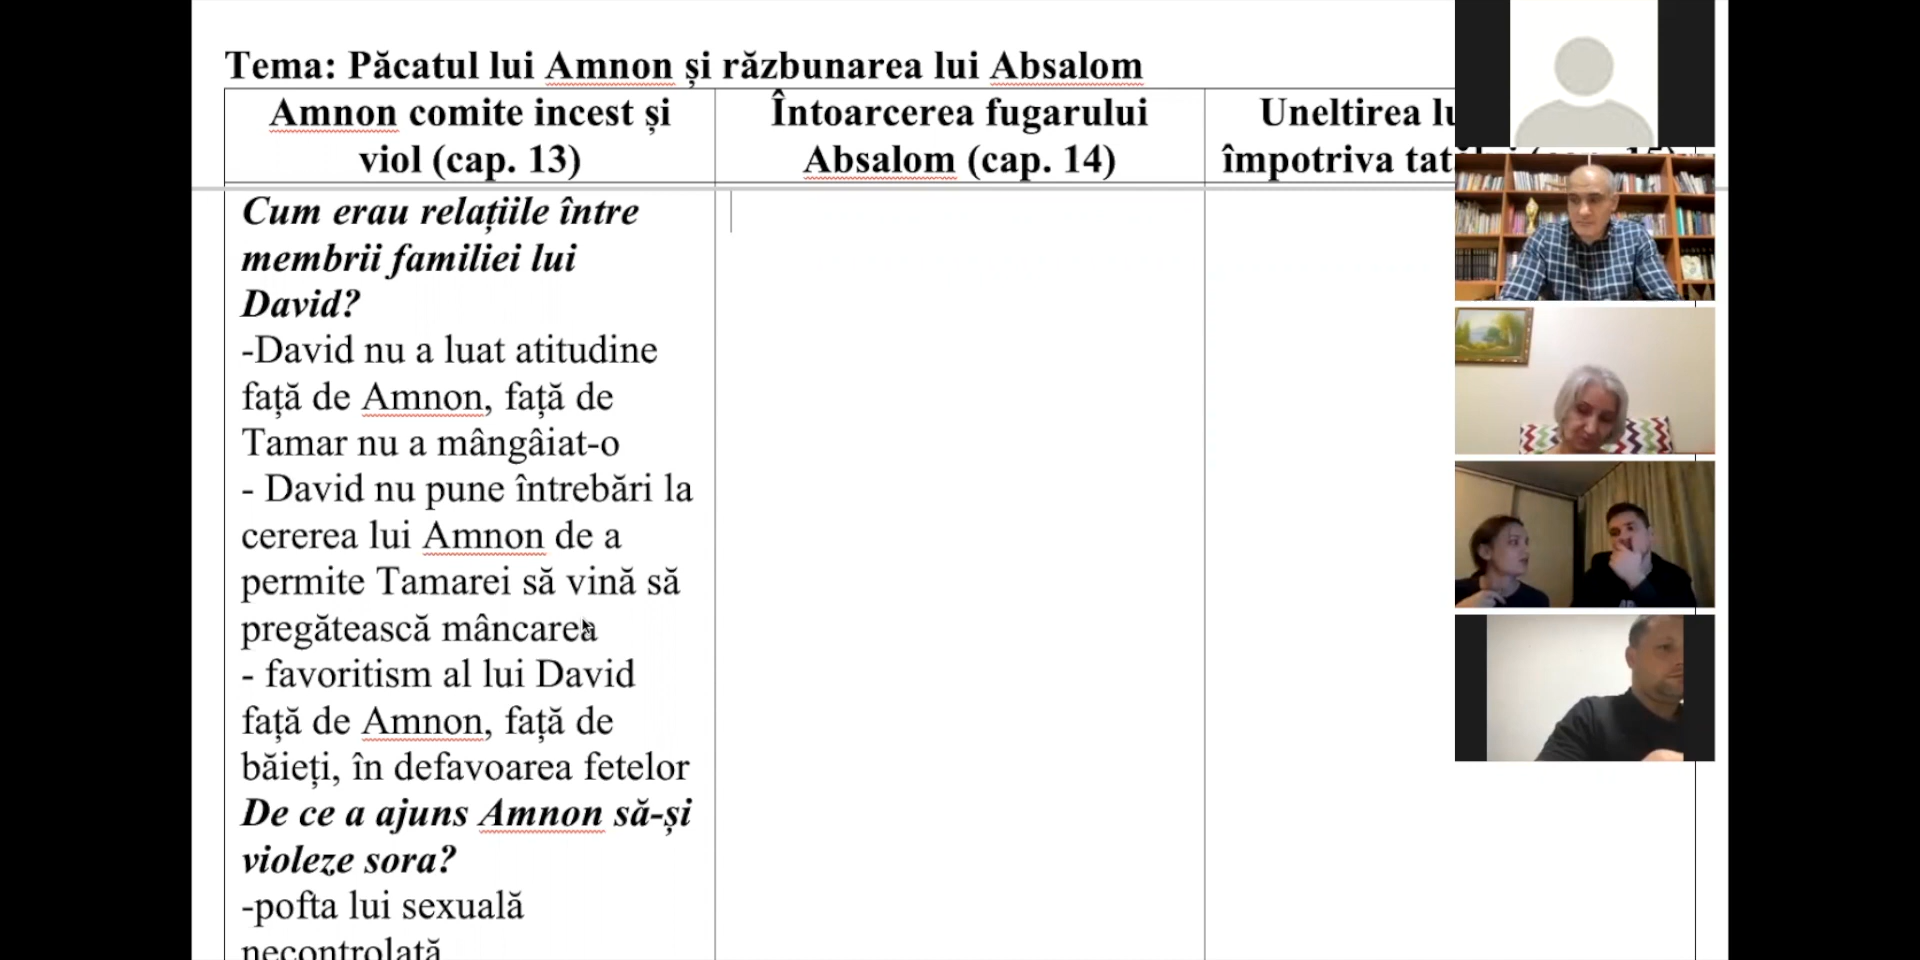 Tema: Păcatul lui Amnon și răzbunarea lui Absalom
Amnon comite incest și
viol (cap. 13)
Întoarcerea fugarului
Absalom (cap. 14)
Uneltirea
împotriva
Cum erau relațiile între
membrii familiei lui
David?
-David nu a luat atitudine
față de Amnon, față de
Tamar nu a mângâiat-o
- David nu pune întrebări la
cererea lui Amnon de a
permite Tamarei să vină să
pregătească mâncarea
- favoritism al lui David
față de Amnon, față de
băieți, în defavoarea fetelor
De ce a ajuns Amnon să-și
violeze sora?
-pofta lui sexuală
necontrolată